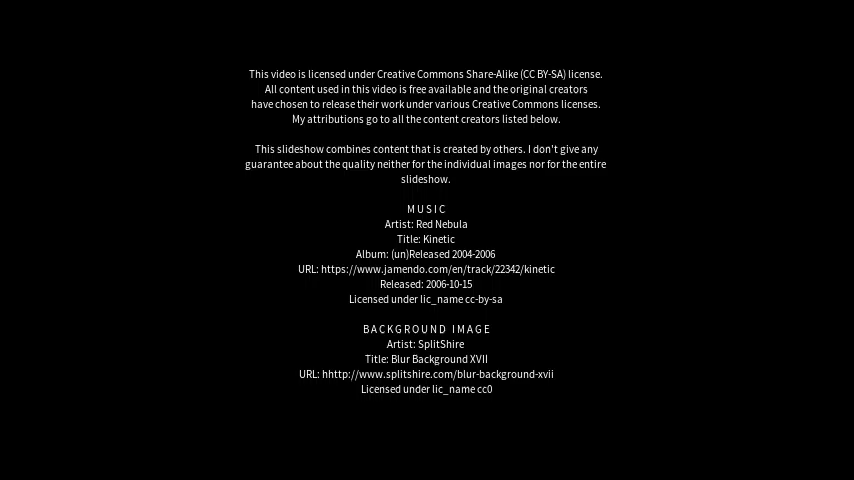 This video is licensed under Creative Commons Share-Alike (CC BY-SA) license.
All content used in this video is free available and the original creators
have chosen to release their work under various Creative Commons licenses.
My attributions go to all the content creators listed below.
This slideshow combines content that is created by others. I don't give any
guarantee about the quality neither for the individual images nor for the entire
slideshow.
MUSIC
Artist: Red Nebula
Title: Kinetic
Album: (un)Released 2004-2006
URL: https://www.jamendo.com/en/track/22342/kinetic
Released: 2006-10-15
Licensed under lic_name cc-by-sa
BACKGROUND IMAGE
Artist: SplitShire
Title: Blur Background XVII
URL: hhttp://www.splitshire.com/blur-background-xvii
Licensed under lic_name cc0